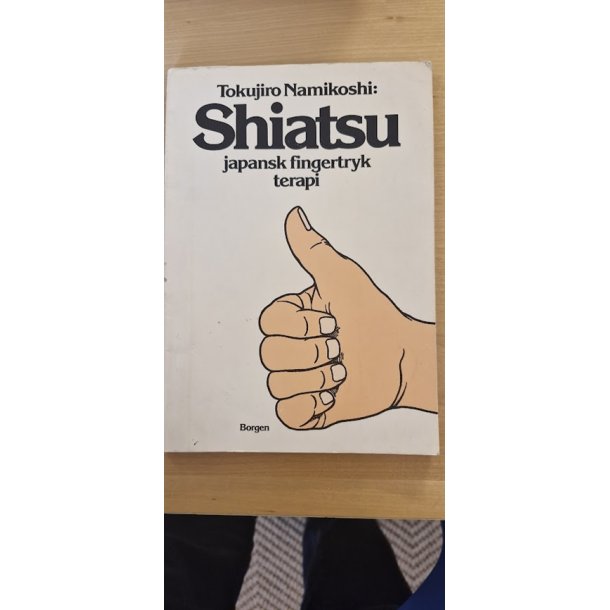 Tokujiro Namikoshi:
Shiatsu
japansk fingertryk
terapi
Borgen